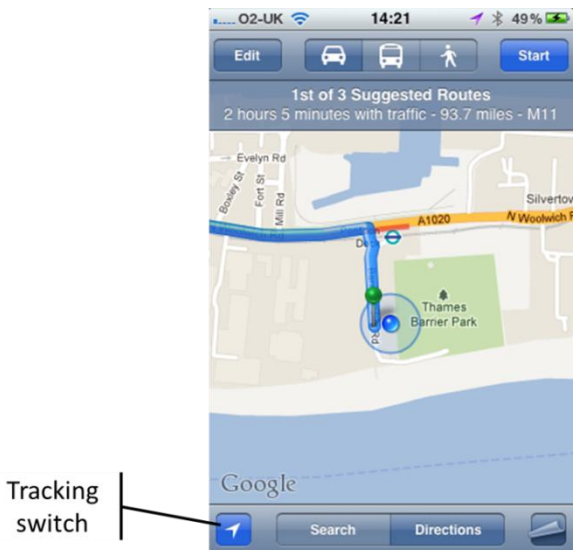 O2-UK
14:21
49%
Edit
Start
1st of 3 Suggested Routes
2 hours 5 minutes with traffic - 93.7 miles - M11
Evelyn Rd
Boxley St
Fort St
Mill Rd
A1020
Silvertow
N Woolwich R
Thames
Barrier Park
Rd
Google
Tracking
switch
Search
Directions